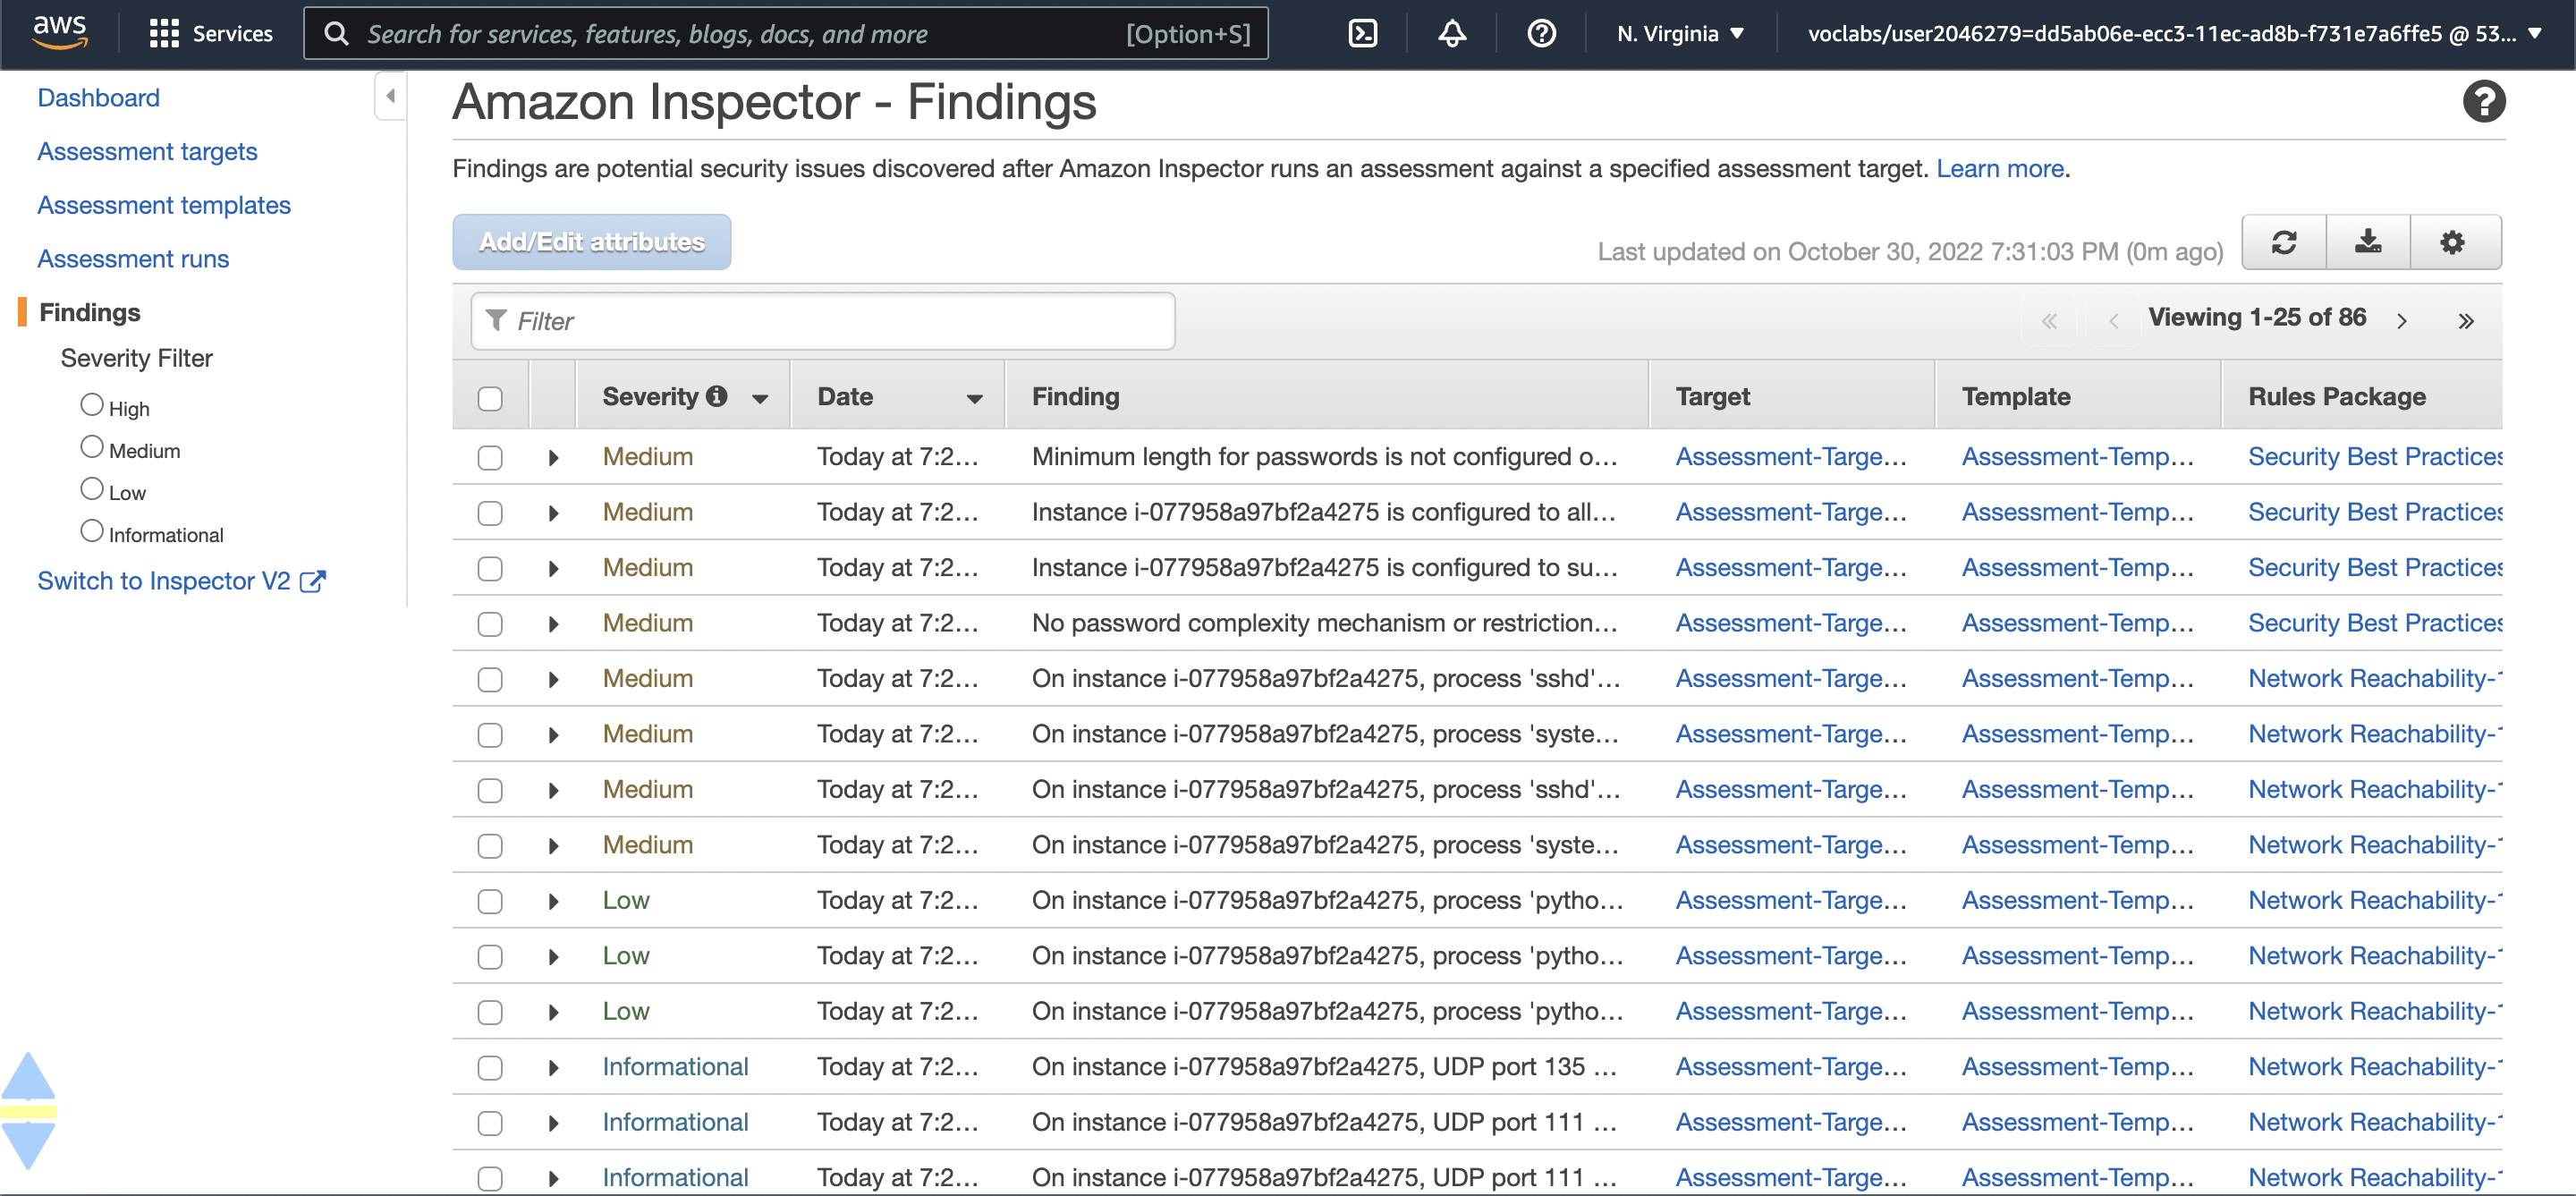 aws Services Search for services, features, blogs, docs, and more [Option+S] N. Virginia voclabs/user2046279=dd5ab06e-ecc3-11ec-ad8b-f731e7a6ffe5 @ 53...
Dashboard
Assessment targets
Assessment templates
Assessment runs
Findings
Severity Filter
High
Medium
Low
Informational
Switch to Inspector V2
Amazon Inspector - Findings
Findings are potential security issues discovered after Amazon Inspector runs an assessment against a specified assessment target. Learn more.
Add/Edit attributes
Last updated on October 30, 2022 7:31:03 PM (0m ago)
Filter
Viewing 1-25 of 86
Severity Date Finding Target Template Rules Package
Medium Today at 7:2... Minimum length for passwords is not configured o... Assessment-Targe... Assessment-Temp... Security Best Practices
Medium Today at 7:2... Instance i-077958a97bf2a4275 is configured to all... Assessment-Targe... Assessment-Temp... Security Best Practices
Medium Today at 7:2... Instance i-077958a97bf2a4275 is configured to su... Assessment-Targe... Assessment-Temp... Security Best Practices
Medium Today at 7:2... No password complexity mechanism or restriction... Assessment-Targe... Assessment-Temp... Security Best Practices
Medium Today at 7:2... On instance i-077958a97bf2a4275, process 'sshd'... Assessment-Targe... Assessment-Temp... Network Reachability-
Medium Today at 7:2... On instance i-077958a97bf2a4275, process 'syste... Assessment-Targe... Assessment-Temp... Network Reachability-
Medium Today at 7:2... On instance i-077958a97bf2a4275, process 'sshd'... Assessment-Targe... Assessment-Temp... Network Reachability-
Medium Today at 7:2... On instance i-077958a97bf2a4275, process 'syste... Assessment-Targe... Assessment-Temp... Network Reachability-
Low Today at 7:2... On instance i-077958a97bf2a4275, process 'pytho... Assessment-Targe... Assessment-Temp... Network Reachability-
Low Today at 7:2... On instance i-077958a97bf2a4275, process 'pytho... Assessment-Targe... Assessment-Temp... Network Reachability-
Low Today at 7:2... On instance i-077958a97bf2a4275, process 'pytho... Assessment-Targe... Assessment-Temp... Network Reachability-
Informational Today at 7:2... On instance i-077958a97bf2a4275, UDP port 135 ... Assessment-Targe... Assessment-Temp... Network Reachability-
Informational Today at 7:2... On instance i-077958a97bf2a4275, UDP port 111 ... Assessment-Targe... Assessment-Temp... Network Reachability-
Informational Today at 7:2... On instance i-077958a97bf2a4275, UDP port 111 ... Assessment-Targe... Assessment-Temp... Network Reachability-